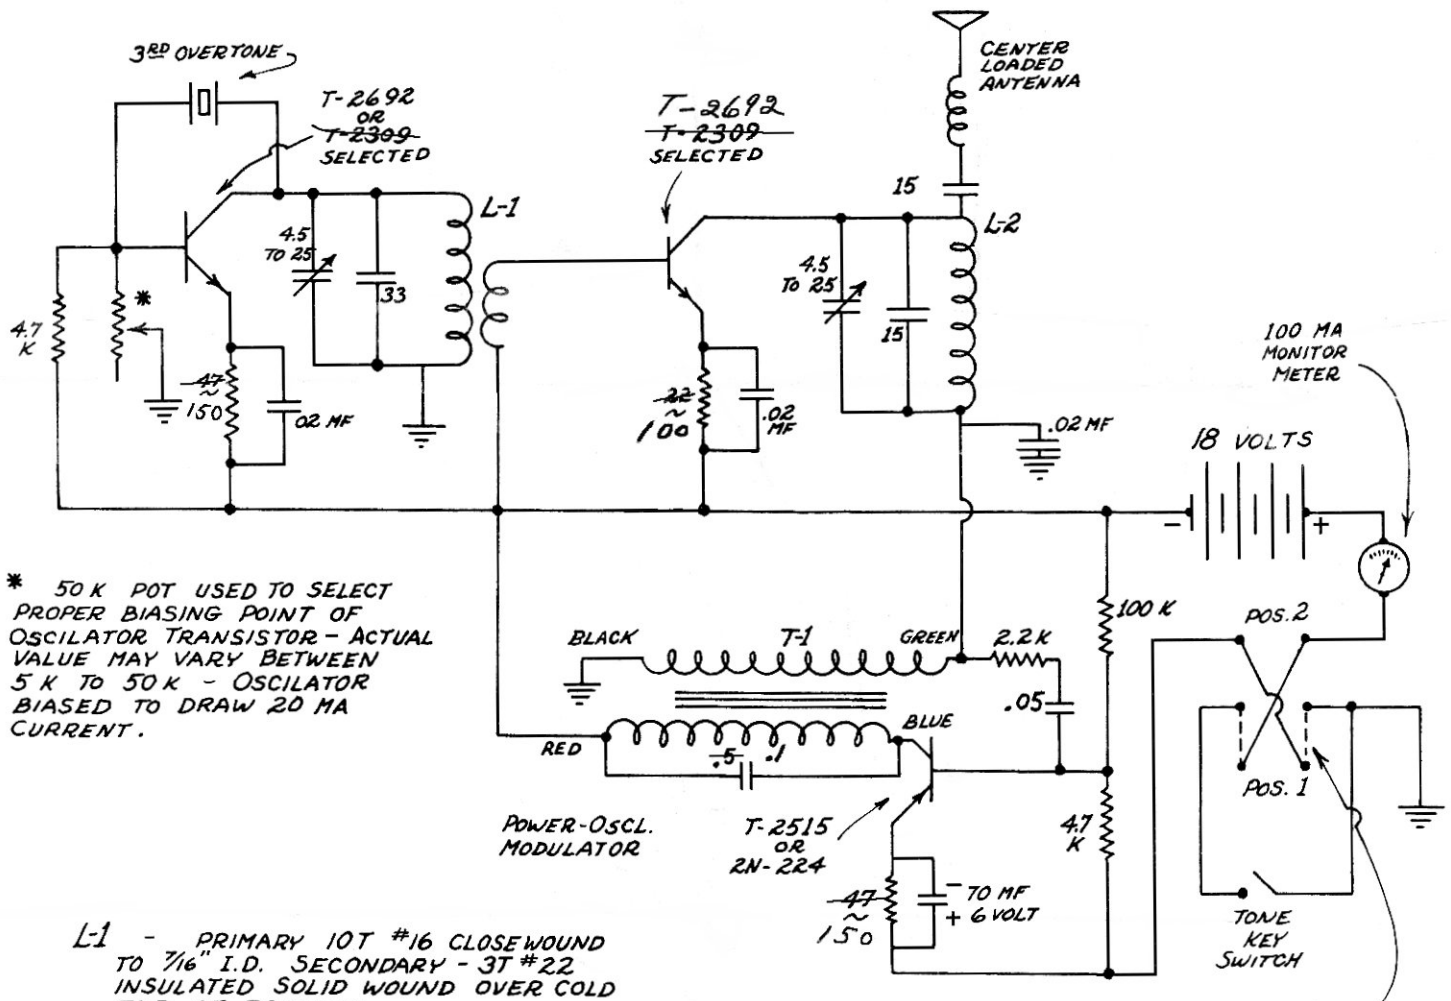 3RD OVERTONE
T-2692
OR
T-2309
SELECTED
T-2692
T-2309
SELECTED
CENTER
LOADED
ANTENNA
15
L-1
L-2
4.5
TO 25
33
4.5
TO 25
15
*
4.7
K
47
~
150
.02 MF
22
~
100
.02
MF
.02 MF
100 MA
MONITOR
METER
18 VOLTS
-
+
* 50 K POT USED TO SELECT
PROPER BIASING POINT OF
OSCILATOR TRANSISTOR - ACTUAL
VALUE MAY VARY BETWEEN
5 K TO 50 K - OSCILATOR
BIASED TO DRAW 20 MA
CURRENT.
BLACK
T-1
GREEN
2.2K
100 K
POS. 2
.05
RED
BLUE
.5
.1
POS. 1
POWER-OSCL.
MODULATOR
T-2515
OR
2N-224
4.7
K
47
~
150
- 70 MF
+ 6 VOLT
TONE
KEY
SWITCH
L-1 - PRIMARY 10T #16 CLOSEWOUND
TO 7/16" I.D. SECONDARY - 3T #22
INSULATED SOLID WOUND OVER COLD